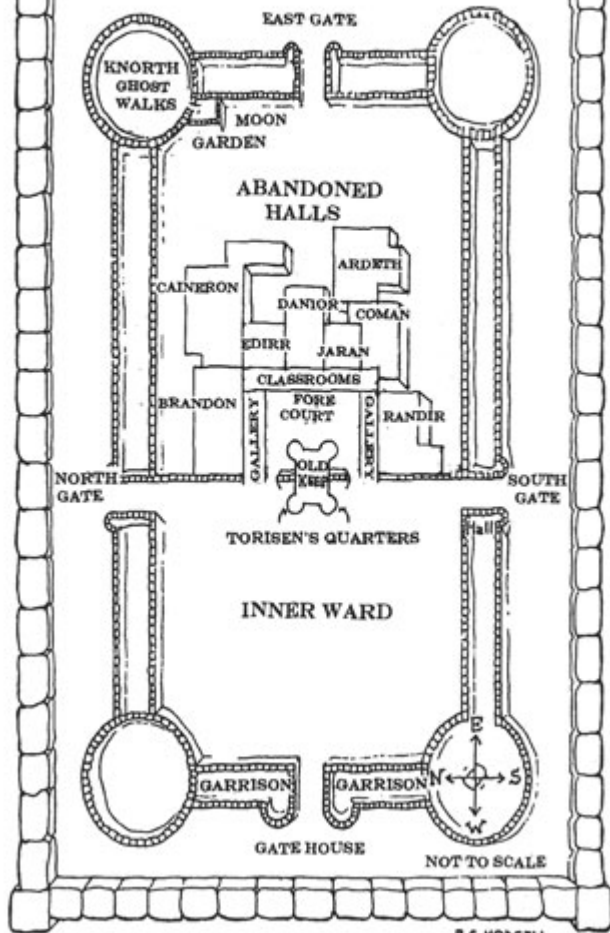 EAST GATE
KNORTH
GHOST
WALKS
MOON
GARDEN
ABANDONED
HALLS
ARDETH
CAINERON
DANIOR
COMAN
EDIRR
JARAN
CLASSROOMS
BRANDON
GALLERY
FORE
COURT
GALLERY
RANDIR
NORTH
GATE
OLD
KEEP
SOUTH
GATE
TORISEN'S QUARTERS
Halls
INNER WARD
E
N S
W
GARRISON
GARRISON
GATE HOUSE
NOT TO SCALE